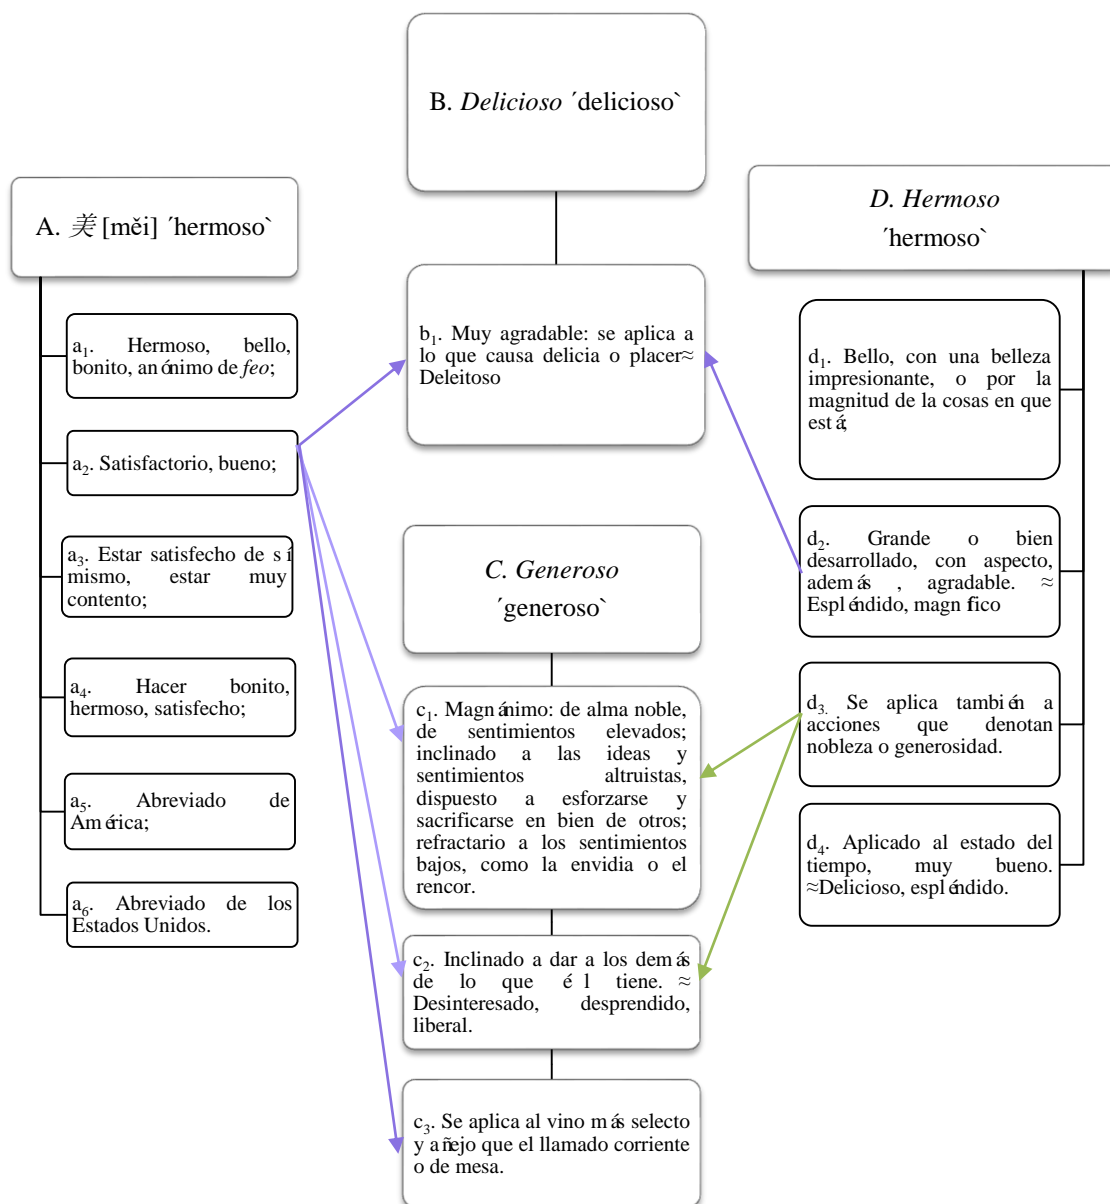 B. Delicioso ´delicioso`
A. 美 [měi] ´hermoso`
a1. Hermoso, bello,
bonito, anónimo de feo;
a2. Satisfactorio, bueno;
a3. Estar satisfecho de sí
mismo, estar muy
contento;
a4. Hacer bonito,
hermoso, satisfecho;
a5. Abreviado de
América;
a6. Abreviado de los
Estados Unidos.
b1. Muy agradable: se aplica a
lo que causa delicia o placer≈
Deleitoso
C. Generoso
´generoso`
c1. Magnánimo: de alma noble,
de sentimientos elevados;
inclinado a las ideas y
sentimientos altruistas,
dispuesto a esforzarse y
sacrificarse en bien de otros;
refractario a los sentimientos
bajos, como la envidia o el
rencor.
c2. Inclinado a dar a los demás
de lo que él tiene. ≈
Desinteresado, desprendido,
liberal.
c3. Se aplica al vino más selecto
y añejo que el llamado corriente
o de mesa.
D. Hermoso
´hermoso`
d1. Bello, con una belleza
impresionante, o por la
magnitud de la cosas en que
está;
d2. Grande o bien
desarrollado, con aspecto,
además , agradable. ≈
Espléndido, magnífico
d3. Se aplica también a
acciones que denotan
nobleza o generosidad.
d4. Aplicado al estado del
tiempo, muy bueno.
≈Delicioso, espléndido.